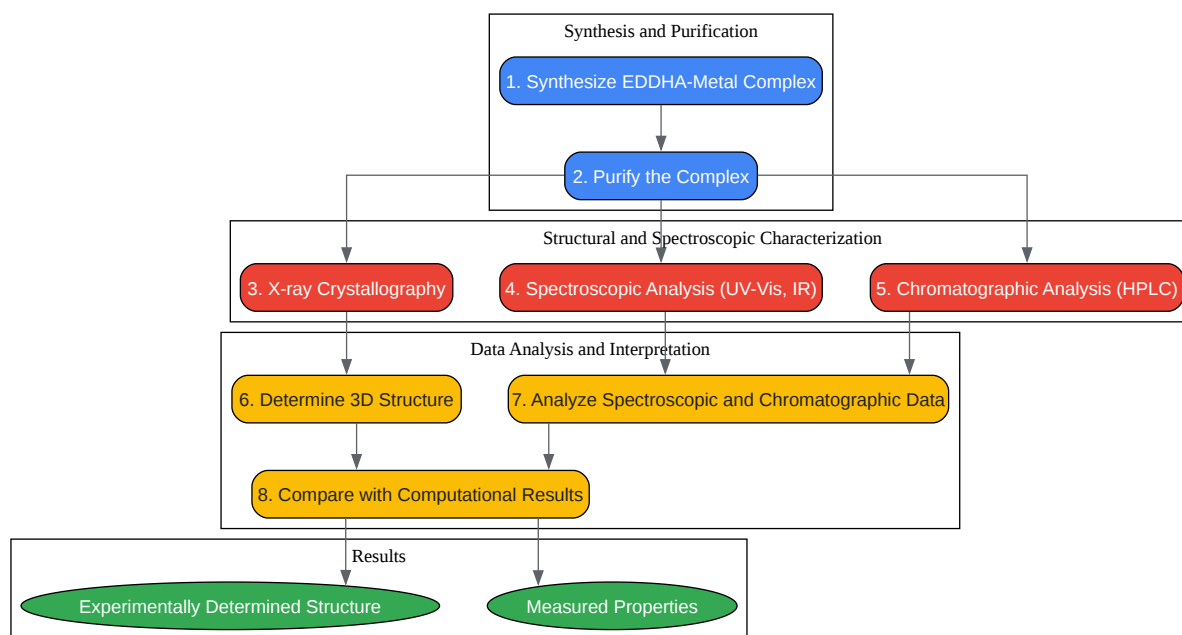 Synthesis and Purification
1. Synthesize EDDHA-Metal Complex
2. Purify the Complex
Structural and Spectroscopic Characterization
3. X-ray Crystallography
4. Spectroscopic Analysis (UV-Vis, IR)
5. Chromatographic Analysis (HPLC)
Data Analysis and Interpretation
6. Determine 3D Structure
7. Analyze Spectroscopic and Chromatographic Data
8. Compare with Computational Results
Results
Experimentally Determined Structure
Measured Properties